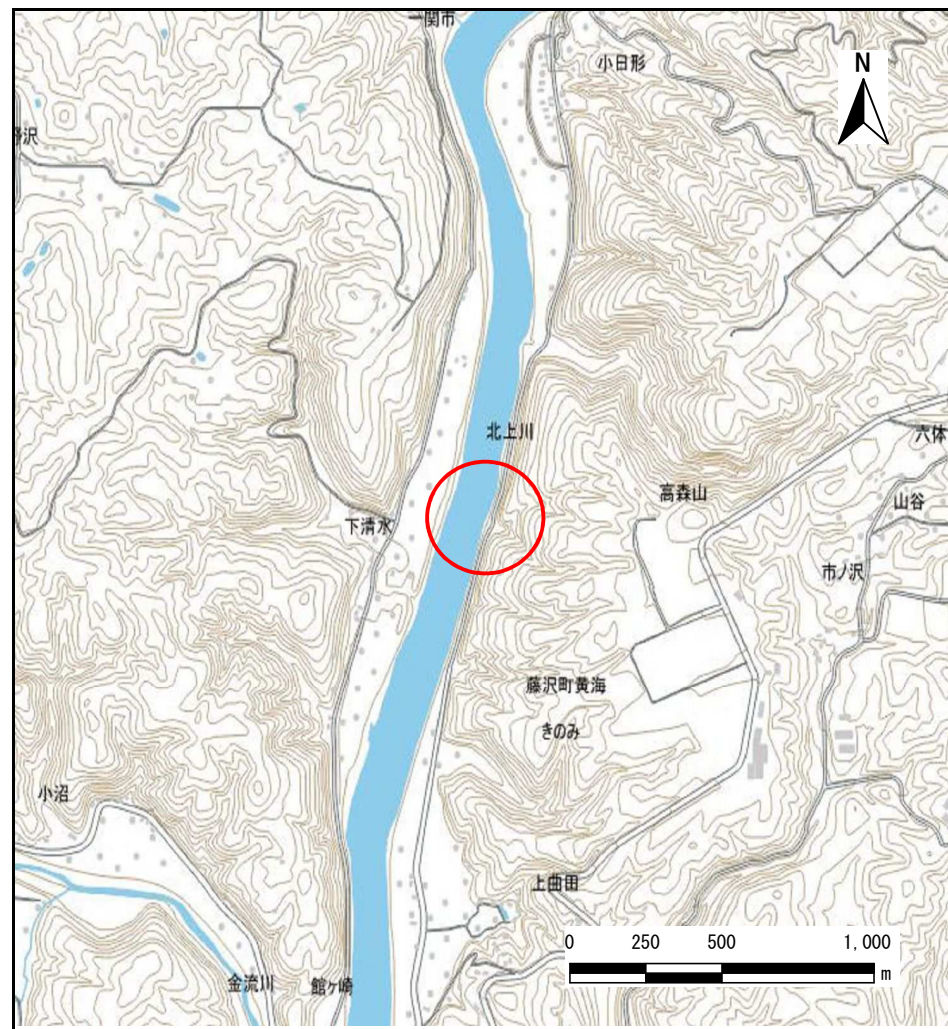 一関市
小日形
N
北上川
六体
高森山
山谷
下清水
市ノ沢
藤沢町黄海
きのみ
小沼
上曲田
0 250 500 1,000
m
金流川
館ヶ崎